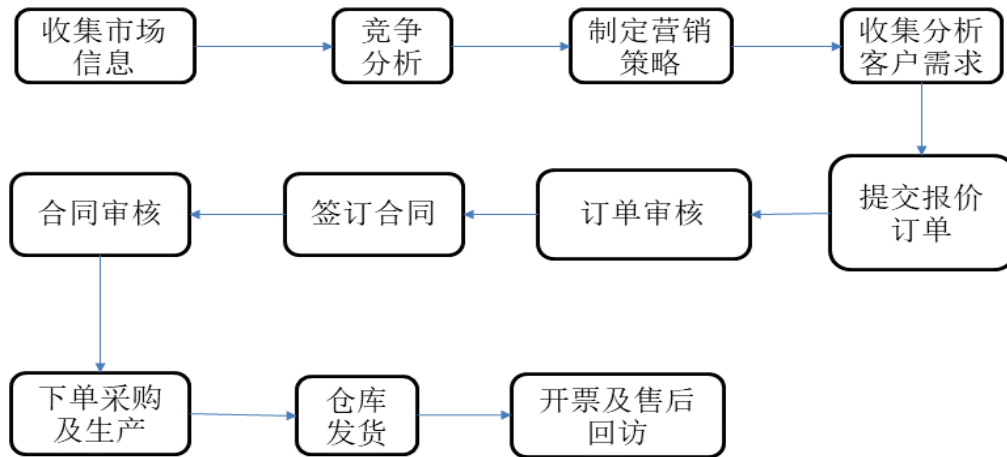 收集市场
信息
竞争
分析
制定营销
策略
收集分析
客户需求
提交报价
订单
订单审核
签订合同
合同审核
下单采购
及生产
仓库
发货
开票及售后
回访